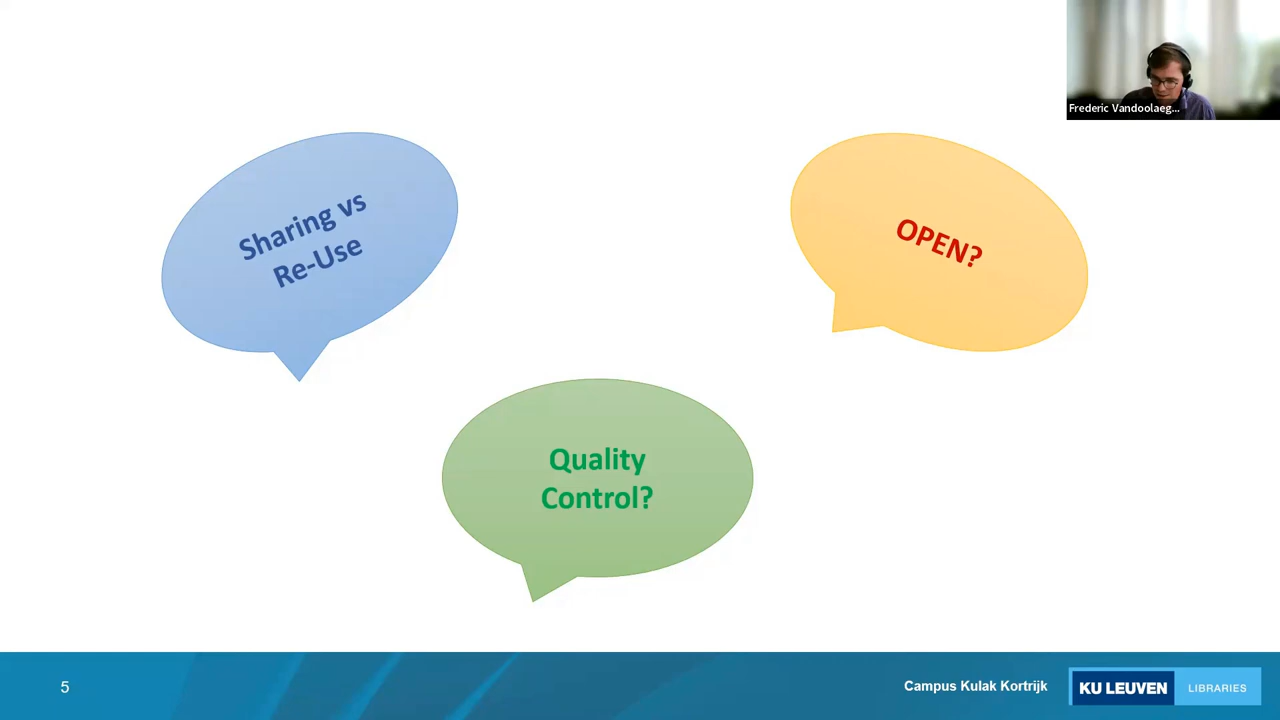 Frederic Vandoolaeg...
Sharing vs
Re-Use
OPEN?
Quality
Control?
5
Campus Kulak Kortrijk
KU LEUVEN
LIBRARIES